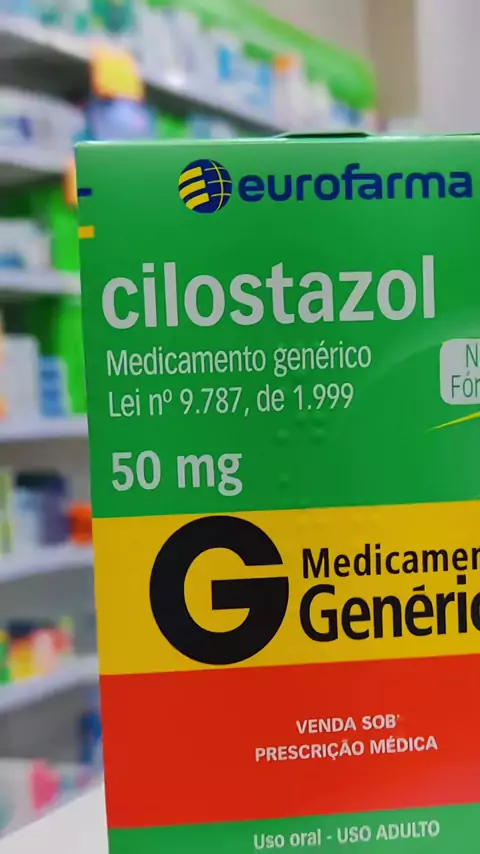 eurofarma
cilostazol
Medicamento genérico
Lei nº 9.787, de 1.999
50 mg
G
Genéric
VENDA SOB
PRESCRIÇÃO MÉDICA
Uso oral - USO ADULTO